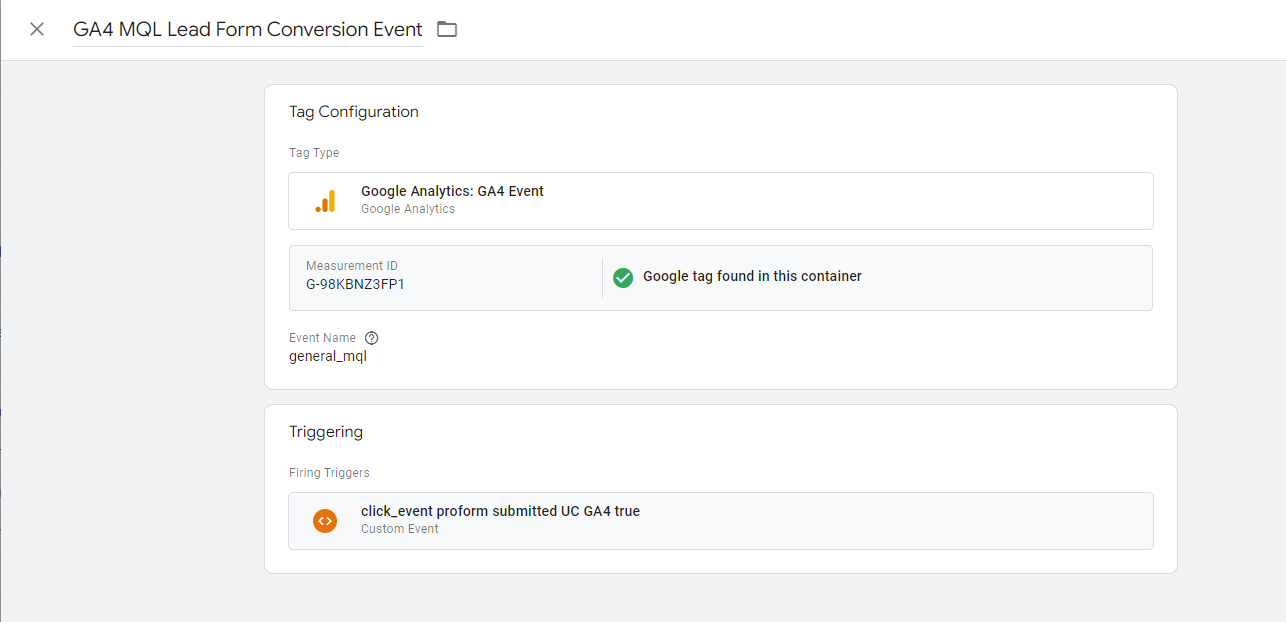 GA4 MQL Lead Form Conversion Event
Tag Configuration
Tag Type
Google Analytics: GA4 Event
Google Analytics
Measurement ID
G-98KBNZ3FP1
Google tag found in this container
Event Name
general_mql
Triggering
Firing Triggers
click_event proform submitted UC GA4 true
Custom Event